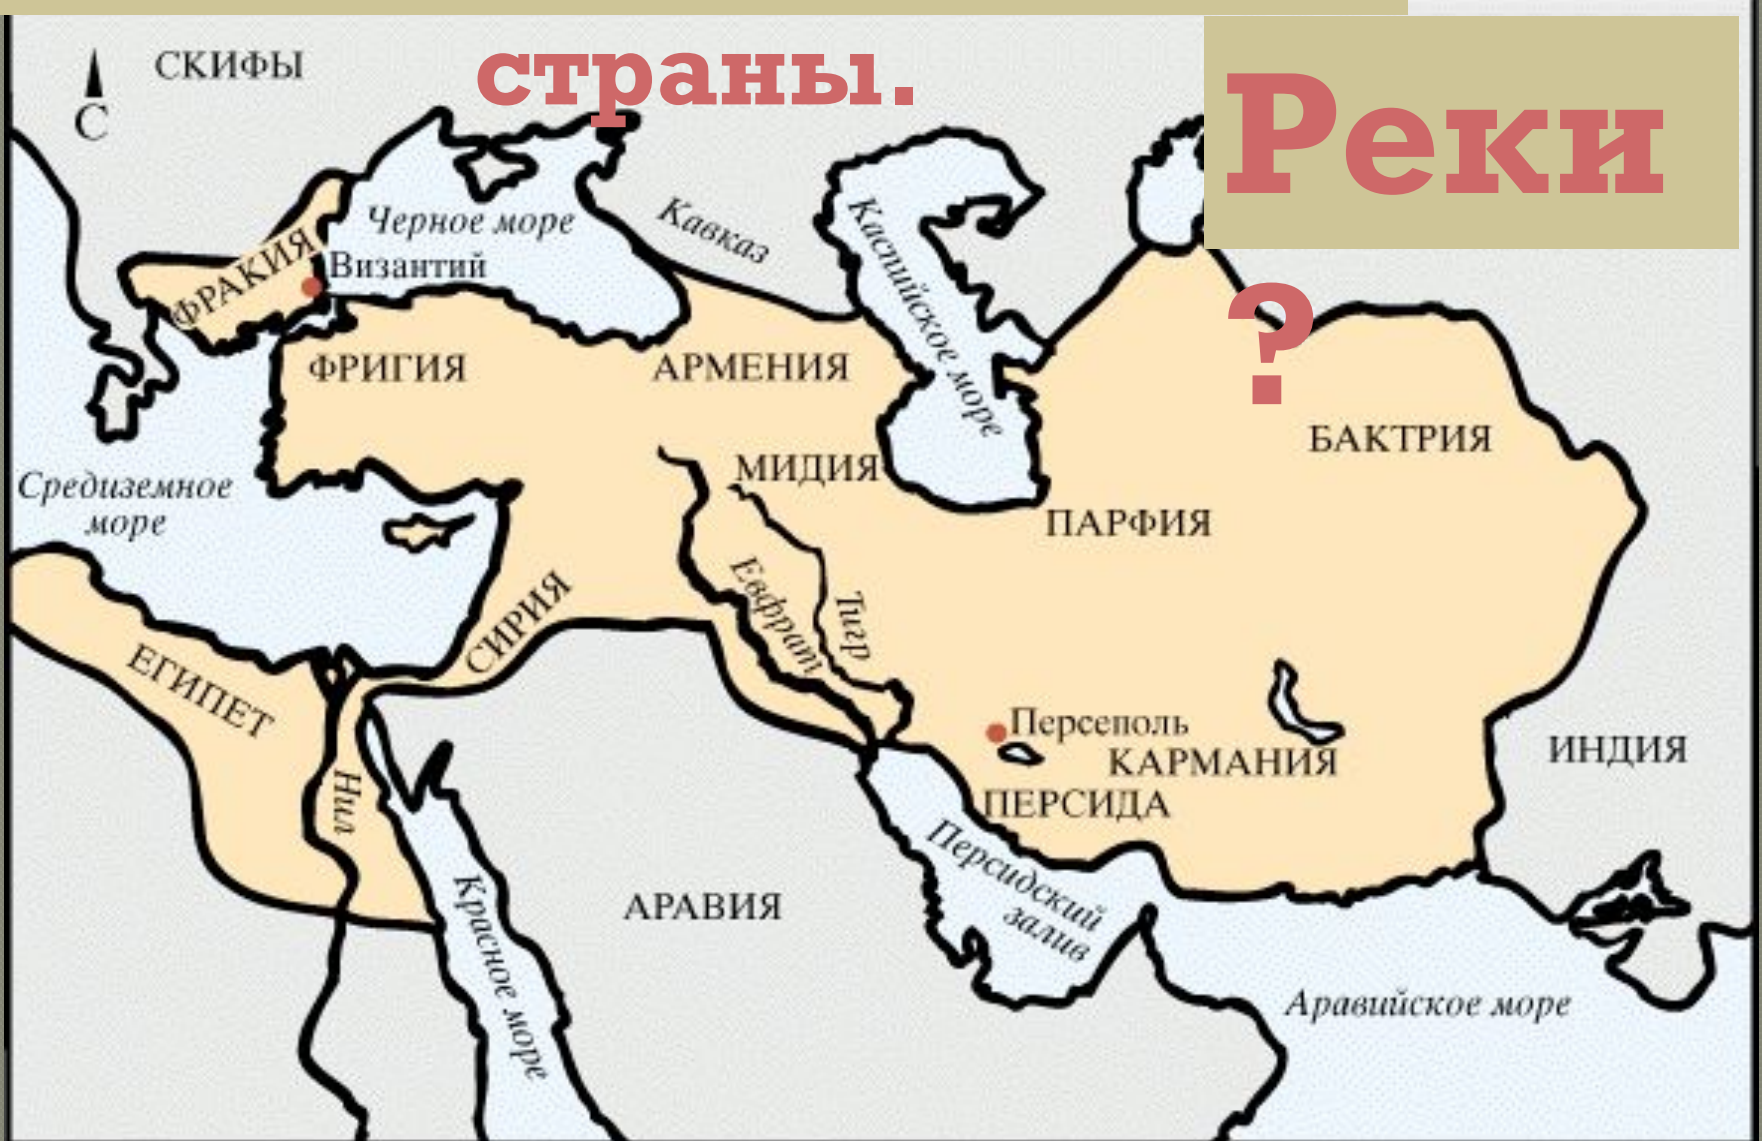 страны.
Реки
?
СКИФЫ
С
Черное море
Кавказ
Каспийское море
ФРАКИЯ
Византий
ФРИГИЯ
АРМЕНИЯ
БАКТРИЯ
МИДИЯ
Средиземное
море
ПАРФИЯ
СИРИЯ
Евфрат
Тигр
ЕГИПЕТ
Нил
Персеполь
КАРМАНИЯ
ИНДИЯ
ПЕРСИДА
Персидский
залив
АРАВИЯ
Красное море
Аравийское море